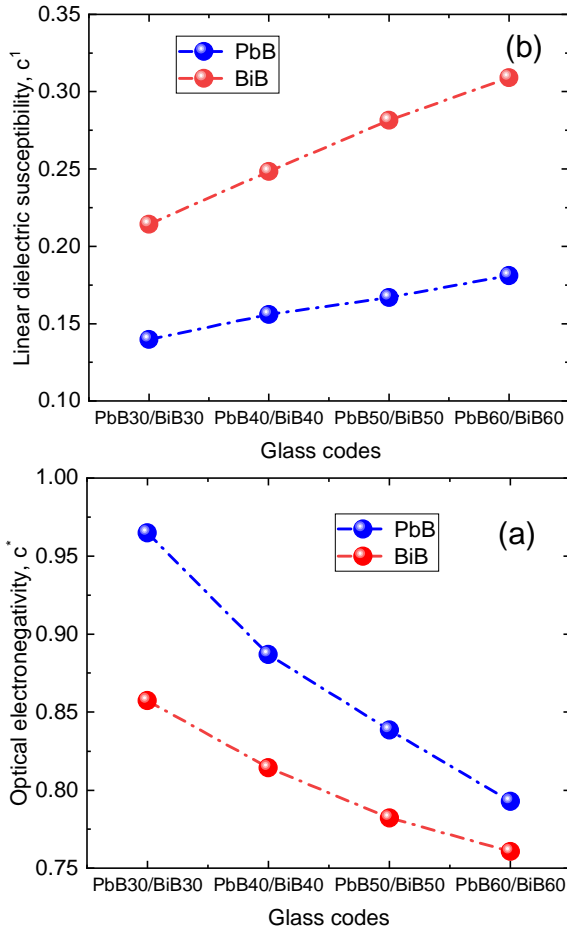 (b)
PbB
BiB
Linear dielectric susceptibility, c¹
0.35
0.30
0.25
0.20
0.15
0.10
PbB30/BiB30 PbB40/BiB40 PbB50/BiB50 PbB60/BiB60
Glass codes
(a)
PbB
BiB
Optical electronegativity, c*
1.00
0.95
0.90
0.85
0.80
0.75
PbB30/BiB30 PbB40/BiB40 PbB50/BiB50 PbB60/BiB60
Glass codes